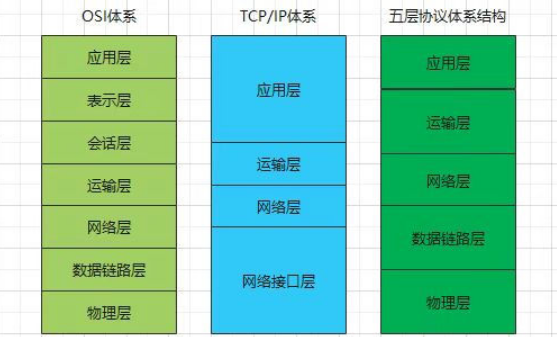 OSI体系
TCP/IP体系
五层协议体系结构
应用层
表示层
会话层
运输层
网络层
数据链路层
物理层
应用层
运输层
网络层
网络接口层
应用层
运输层
网络层
数据链路层
物理层